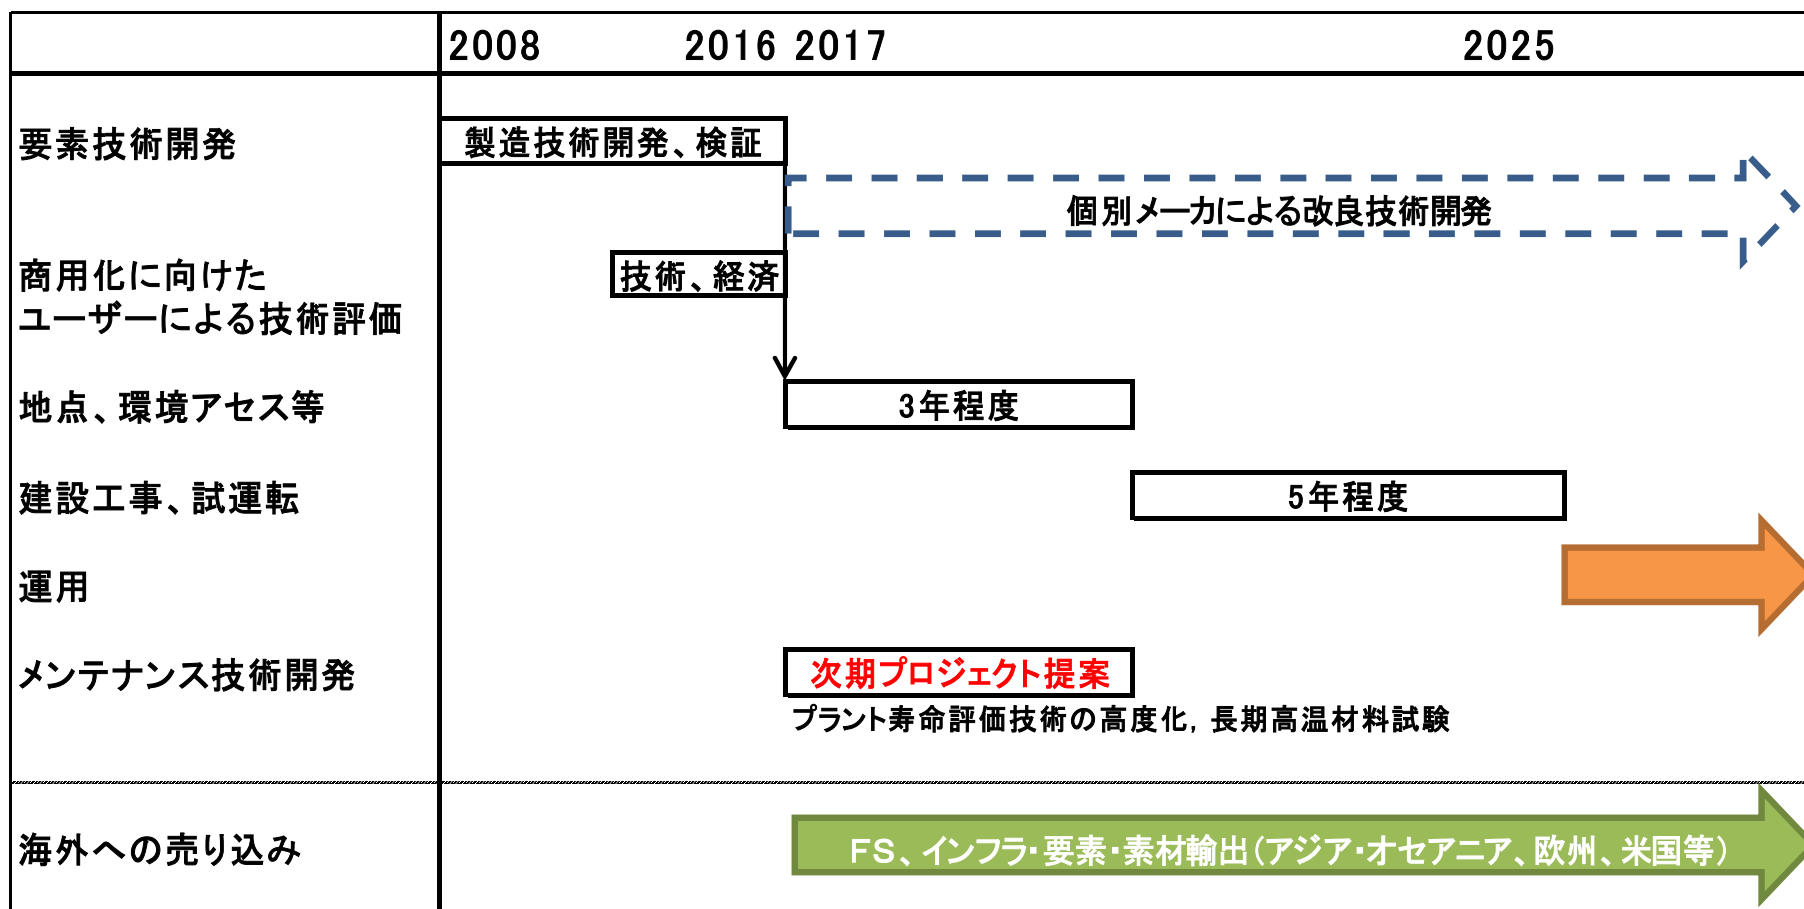 2008 2016 2017 2025
要素技術開発
製造技術開発、検証
個別メーカによる改良技術開発
商用化に向けた
ユーザーによる技術評価
技術、経済
地点、環境アセス等
3年程度
建設工事、試運転
5年程度
運用
メンテナンス技術開発
次期プロジェクト提案
プラント寿命評価技術の高度化，長期高温材料試験
海外への売り込み
FS、インフラ・要素・素材輸出（アジア・オセアニア、欧州、米国等）